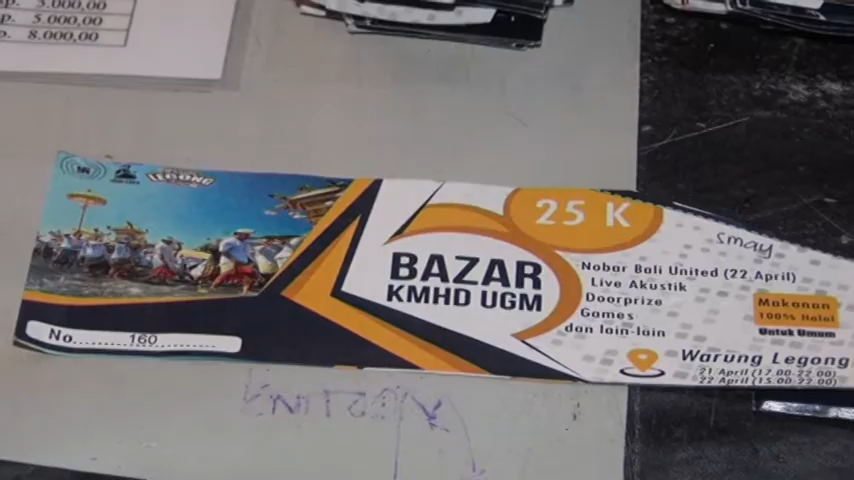 5.000,00
p. 5.000,00
p. 8.000,00
LEGONG
25 K
smay
BAZAR
KMHD UGM
Nobar Bali United (22 April)
Live Akustik
Doorprize
Games
dan lain-lain
Makanan
100% Halal
Untuk Umum
No. 160
Warung Legong
21 April (17.00-22.00)
22 April (15.00-22.00)